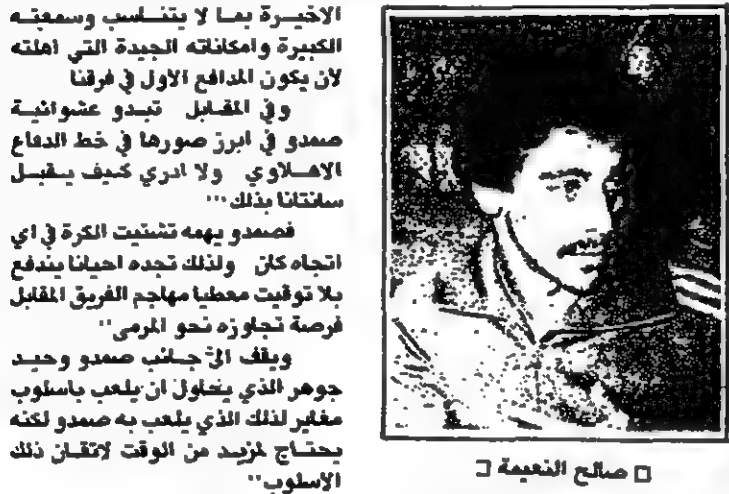 الاخيرة بما لا يتناسب وسمعته
الكبيرة وامكاناته الجيدة التي أهلته
لان يكون المدافع الاول في فرقنا
وفي المقابل تبدو عشوائية
صمدو في ابرز صورها في خط الدفاع
الاهلاوي ولا ادري كيف يقبل
سانتانا بذلك'''
فصمدو يهمه تشتيت الكرة في اي
اتجاه كان ولذلك تجده احيانا يندفع
بلا توقيت معطيا مهاجم الفريق المقابل
فرصة تجاوزه نحو المرمى''
ويقف الى جانب صمدو وحيد
جوهر الذي يحاول ان يلعب باسلوب
مغاير لذلك الذي يلعب به صمدو لكنه
يحتاج لمزيد من الوقت لاتقان ذلك
الاسلوب''
□ صالح النعيمة □